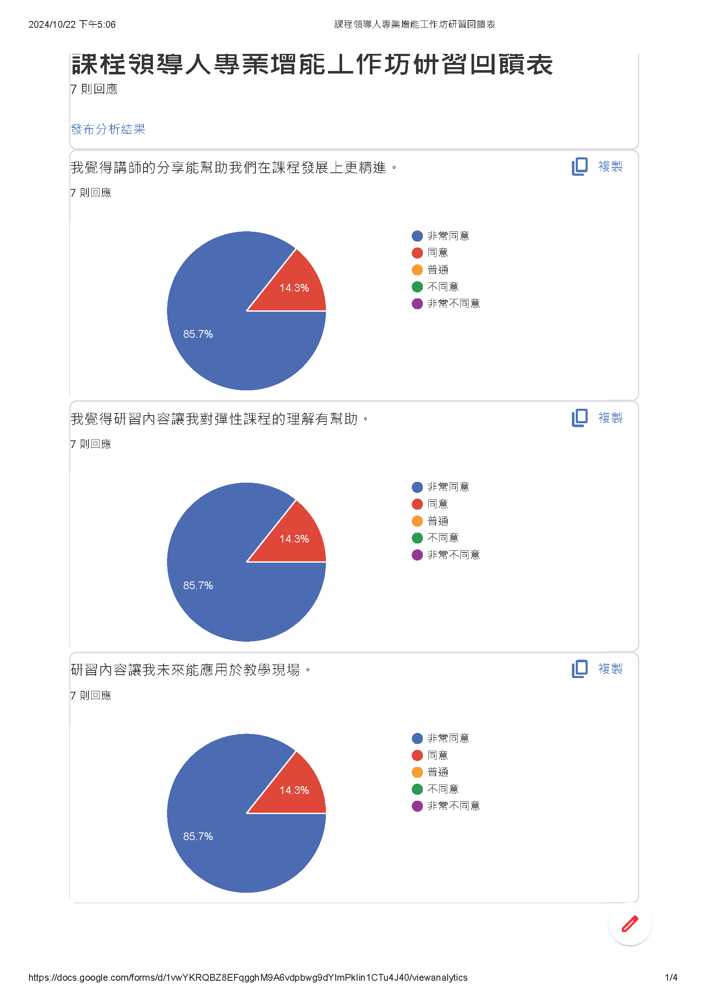 2024/10/22 下午5:06
課程領導人專業增能工作坊研習回饋表
課程領導人專業增能工作坊研習回饋表
7 則回應
發布分析結果
我覺得講師的分享能幫助我們在課程發展上更精進。
複製
7 則回應
非常同意
同意
普通
不同意
非常不同意
14.3%
85.7%
我覺得研習內容讓我對彈性課程的理解有幫助。
複製
7 則回應
非常同意
同意
普通
不同意
非常不同意
14.3%
85.7%
研習內容讓我未來能應用於教學現場。
複製
7 則回應
非常同意
同意
普通
不同意
非常不同意
14.3%
85.7%
https://docs.google.com/forms/d/1vwYKRQBZ8EFqgghM9A6vdpbwg9dYlmPklin1CTu4J40/viewanalytics
1/4